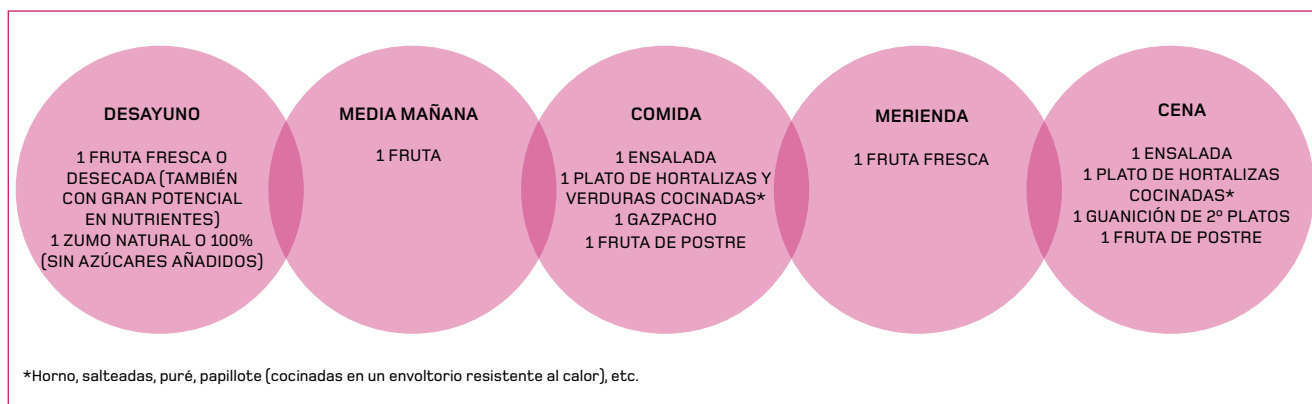 DESAYUNO
1 FRUTA FRESCA O
DESECADA (TAMBIÉN
CON GRAN POTENCIAL
EN NUTRIENTES)
1 ZUMO NATURAL O 100%
(SIN AZÚCARES AÑADIDOS)
MEDIA MAÑANA
1 FRUTA
COMIDA
1 ENSALADA
1 PLATO DE HORTALIZAS Y
VERDURAS COCINADAS*
1 GAZPACHO
1 FRUTA DE POSTRE
MERIENDA
1 FRUTA FRESCA
CENA
1 ENSALADA
1 PLATO DE HORTALIZAS
COCINADAS*
1 GUANICIÓN DE 2º PLATOS
1 FRUTA DE POSTRE
*Horno, salteadas, puré, papillote (cocinadas en un envoltorio resistente al calor), etc.